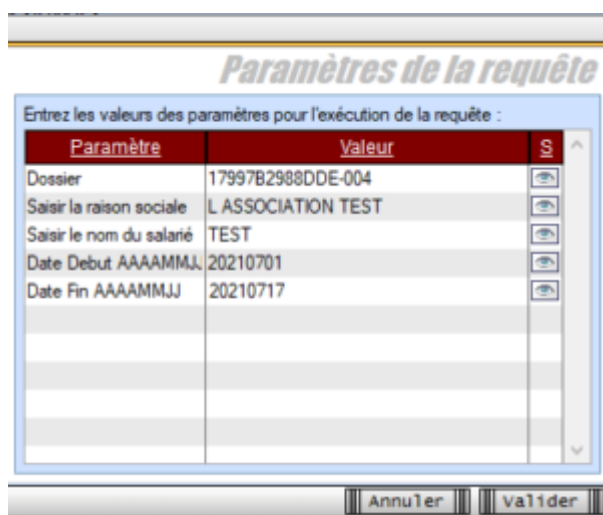 Paramètres de la requête
Entrez les valeurs des paramètres pour l'exécution de la requête :
Paramètre Valeur S
Dossier 17997B2988DDE-004
Saisir la raison sociale L ASSOCIATION TEST
Saisir le nom du salarié TEST
Date Debut AAAAMMJJ 20210701
Date Fin AAAAMMJJ 20210717
Annuler Valider